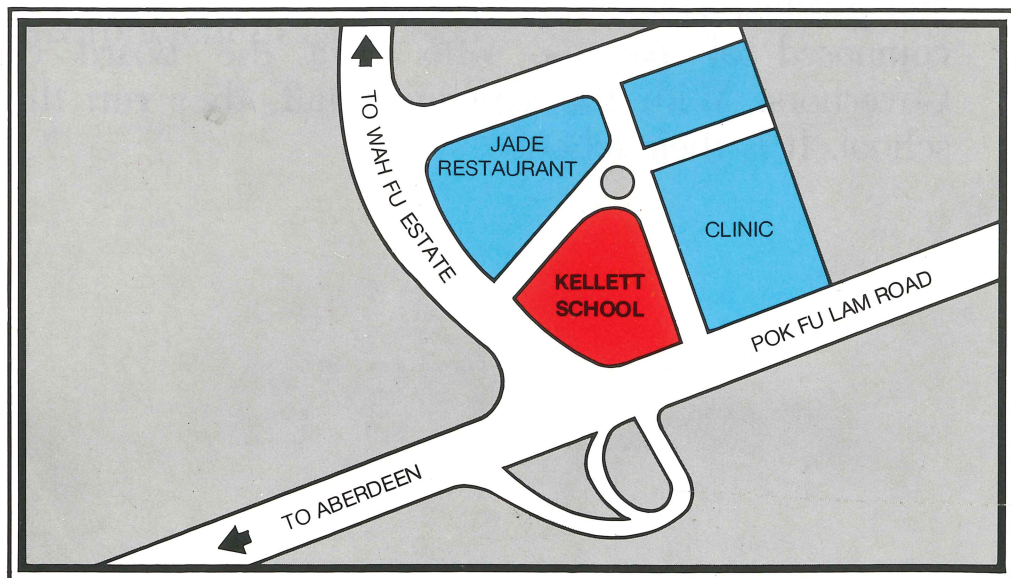 TO WAH FU ESTATE
JADE
RESTAURANT
CLINIC
KELLETT
SCHOOL
POK FU LAM ROAD
TO ABERDEEN